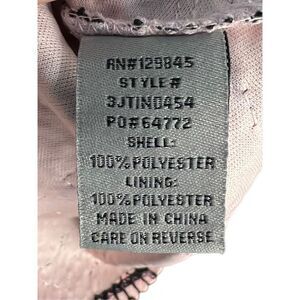 RN#129845
STYLE#
3JTIN0454
PO#64772
SHELL:
100%POLYESTER
LINING:
100%POLYESTER
MADE IN CHINA
CARE ON REVERSE